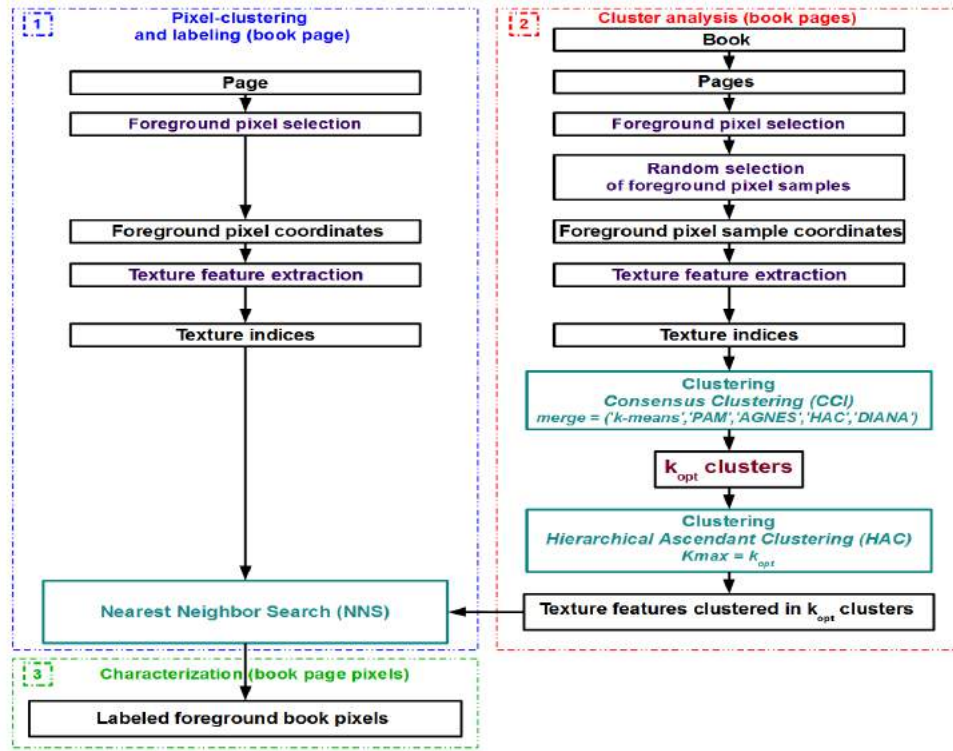 1
Pixel-clustering
and labeling (book page)
Page
Foreground pixel selection
Foreground pixel coordinates
Texture feature extraction
Texture indices
Nearest Neighbor Search (NNS)
2
Cluster analysis (book pages)
Book
Pages
Foreground pixel selection
Random selection
of foreground pixel samples
Foreground pixel sample coordinates
Texture feature extraction
Texture indices
Clustering
Consensus Clustering (CCI)
merge = ('k-means','PAM','AGNES','HAC','DIANA')
k_opt clusters
Clustering
Hierarchical Ascendant Clustering (HAC)
Kmax = k_opt
Texture features clustered in k_opt clusters
3
Characterization (book page pixels)
Labeled foreground book pixels